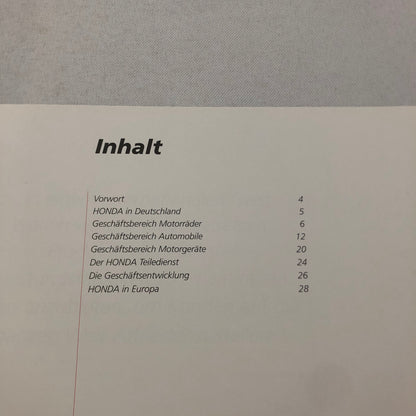 Inhalt
Vorwort 4
HONDA in Deutschland 5
Geschäftsbereich Motorräder 6
Geschäftsbereich Automobile 12
Geschäftsbereich Motorgeräte 20
Der HONDA Teiledienst 24
Die Geschäftsentwicklung 26
HONDA in Europa 28